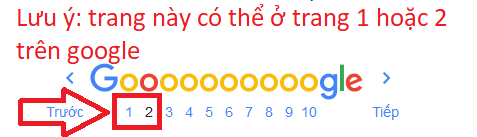 Lưu ý: trang này có thể ở trang 1 hoặc 2
trên google
< Gooooooooogle >
Trước 1 2 3 4 5 6 7 8 9 10 Tiếp